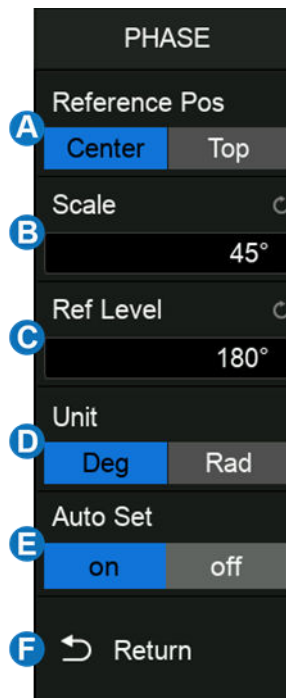 PHASE
Reference Pos
A
Center Top
Scale
B
45°
Ref Level
C
180°
Unit
D
Deg Rad
Auto Set
E
on off
F Return